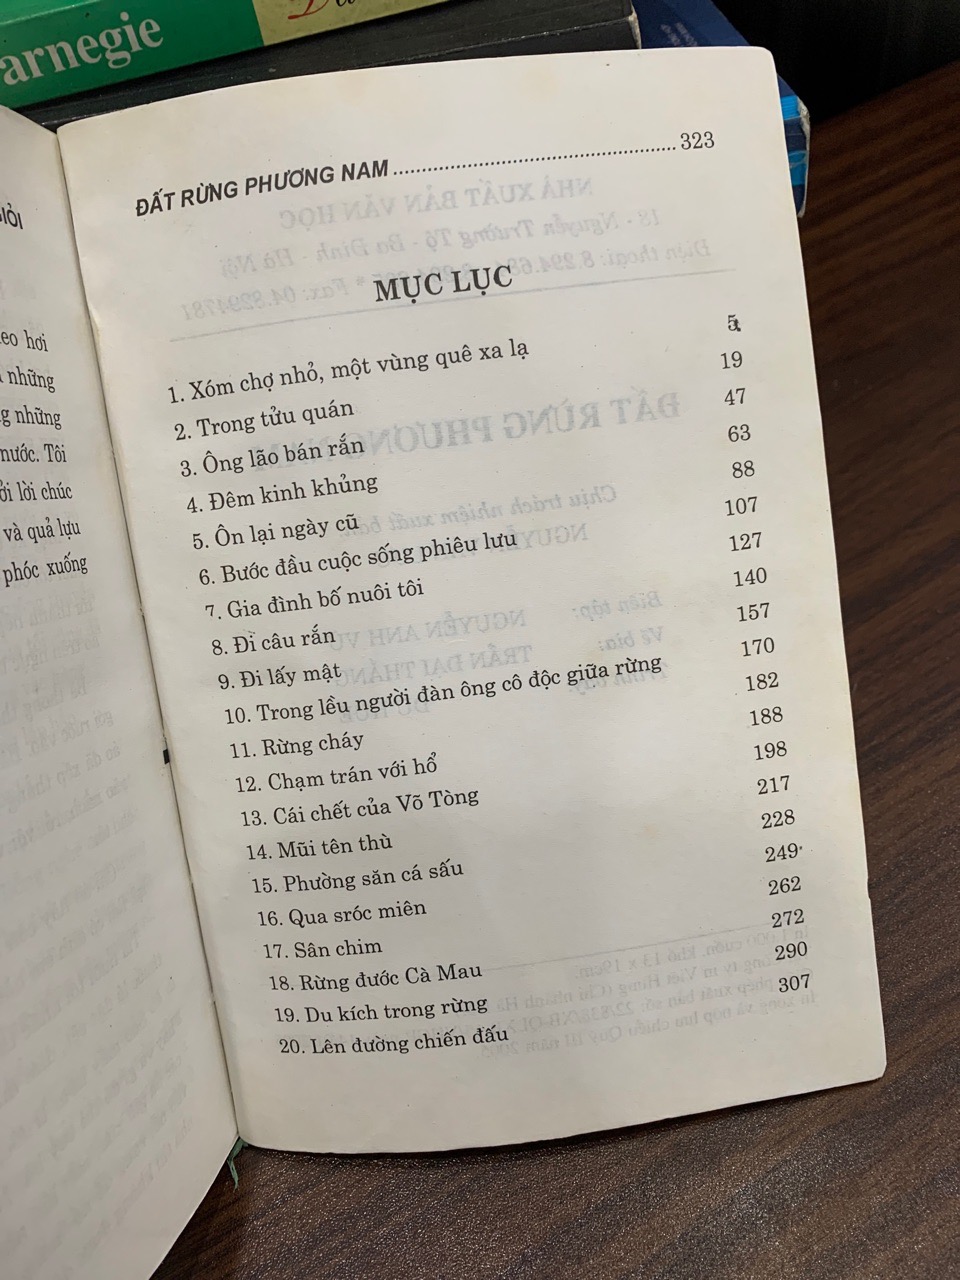 arnegie
ĐẤT RỪNG PHƯƠNG NAM 323
MỤC LỤC
1. Xóm chợ nhỏ, một vùng quê xa lạ 5
2. Trong tửu quán 19
3. Ông lão bán rắn 47
4. Đêm kinh khủng 63
5. Ôn lại ngày cũ 88
6. Bước đầu cuộc sống phiêu lưu 107
7. Gia đình bố nuôi tôi 127
8. Đi câu rắn 140
9. Đi lấy mật 157
10. Trong lều người đàn ông cô độc giữa rừng 170
11. Rừng cháy 182
12. Chạm trán với hổ 188
13. Cái chết của Võ Tòng 198
14. Mũi tên thù 217
15. Phường săn cá sấu 228
16. Qua sróc miên 249
17. Sân chim 262
18. Rừng đước Cà Mau 272
19. Du kích trong rừng 290
20. Lên đường chiến đấu 307
eo hơi
những
g những
nước. Tôi
ởi lời chúc
và quả lựu
phóc xuống